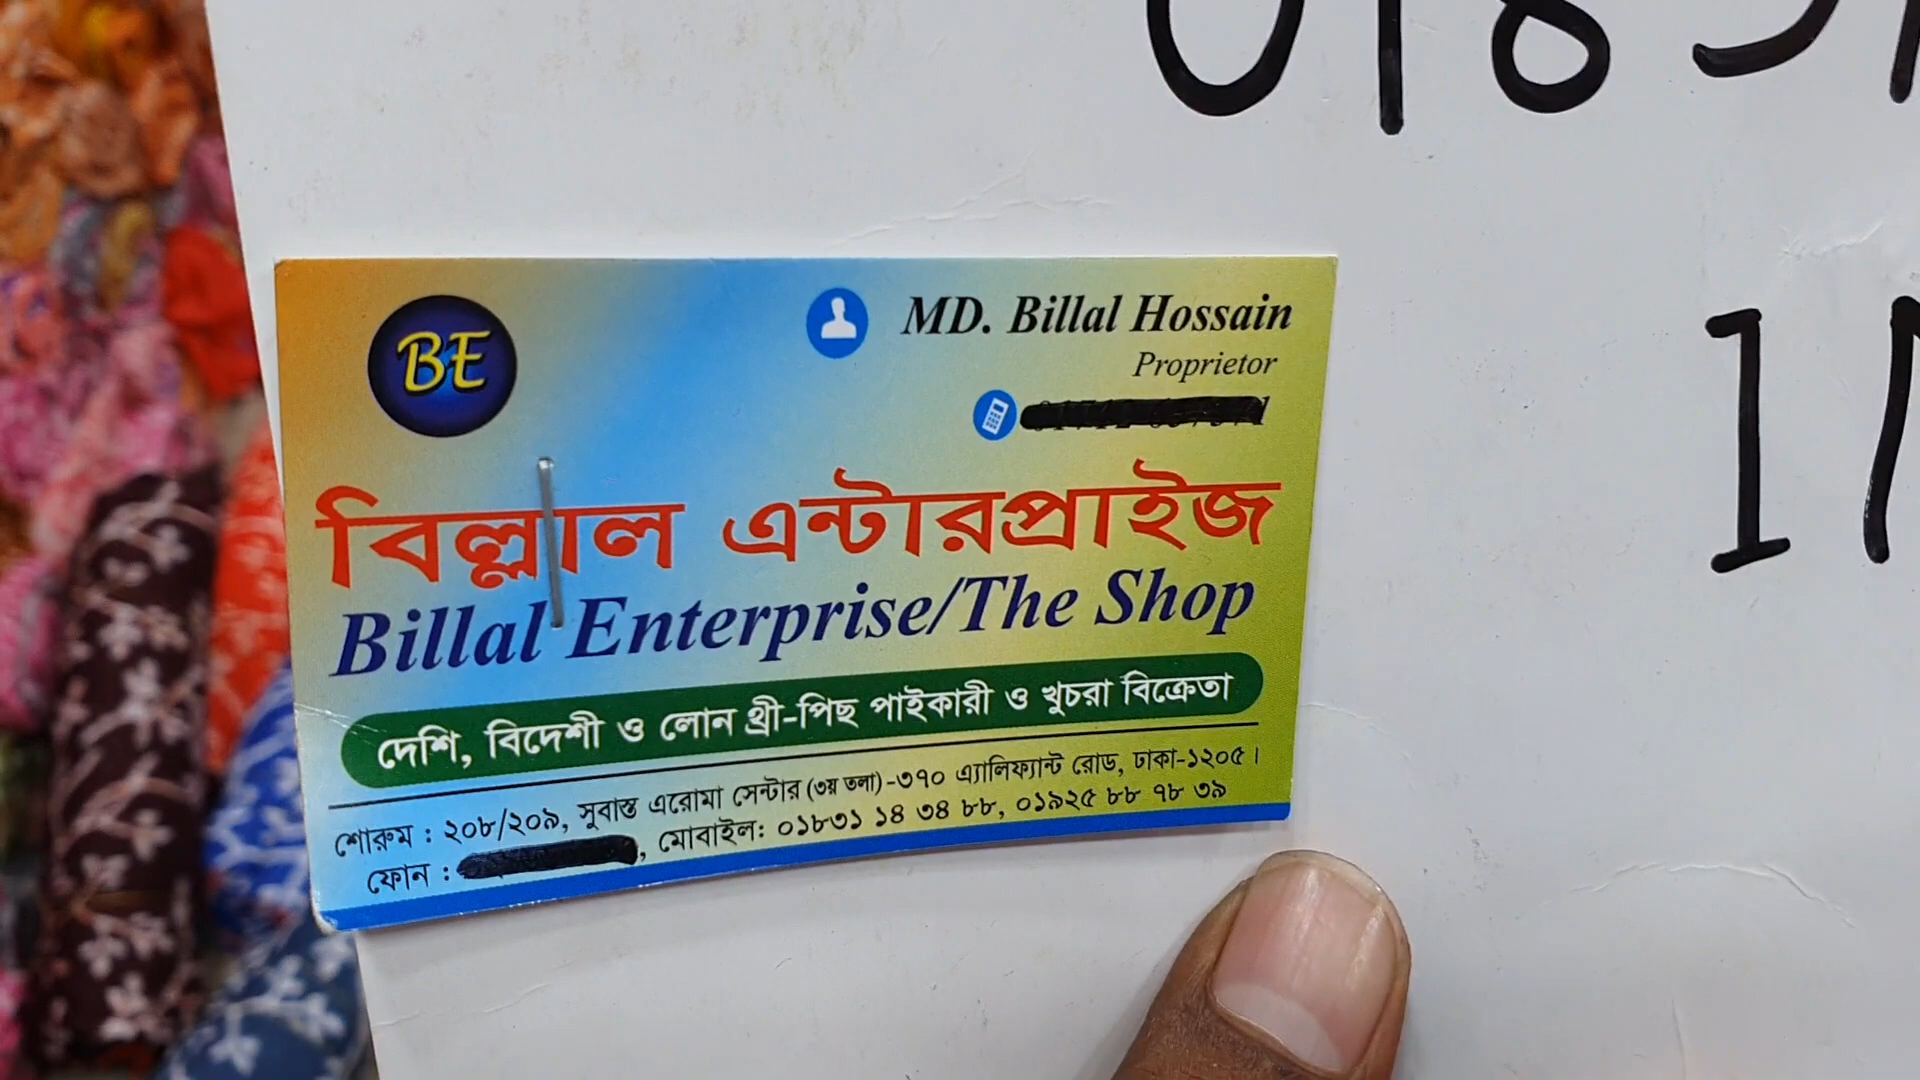 BE
MD. Billal Hossain
Proprietor
বিল্লাল এন্টারপ্রাইজ
Billal Enterprise/The Shop
দেশি, বিদেশী ও লোন থ্রী-পিছ পাইকারী ও খুচরা বিক্রেতা
শোরুম : ২০৮/২০৯, সুবাস্ত এরোমা সেন্টার (৩য় তলা)-৩৭০ এ্যালিফ্যান্ট রোড, ঢাকা-১২০৫।
ফোন : , মোবাইল: ০১৮৩১ ১৪ ৩৪ ৮৮, ০১৯২৫ ৮৮ ৭৮ ৩৯